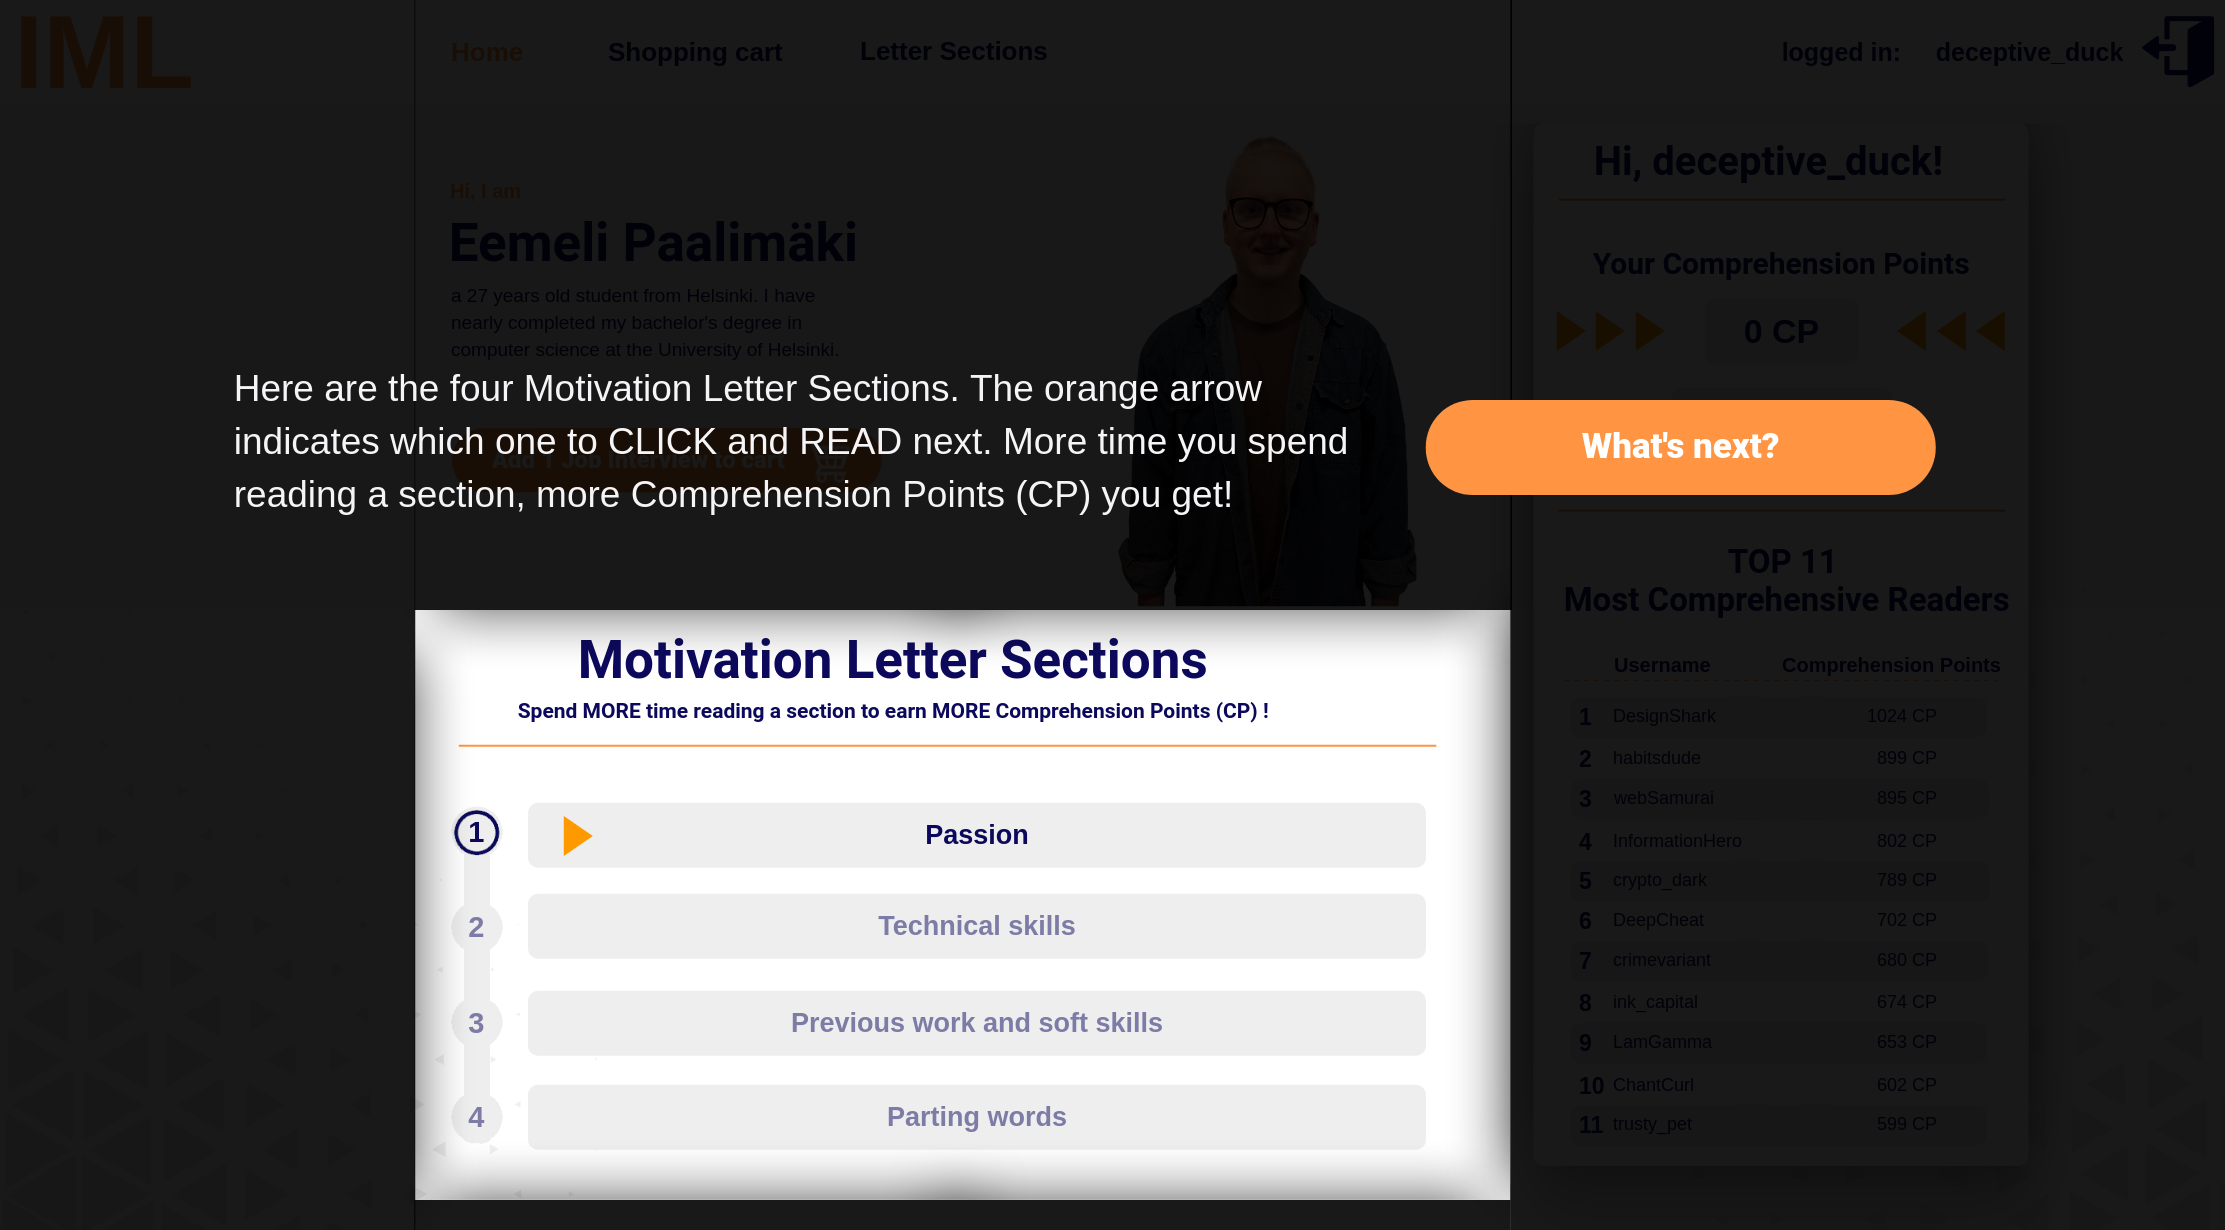 IML
Home
Shopping cart
Letter Sections
logged in:
deceptive_duck
Hi, I am
Eemeli Paalimäki
a 27 years old student from Helsinki. I have
nearly completed my bachelor's degree in
computer science at the University of Helsinki.
Add 1 Job Interview to cart
Here are the four Motivation Letter Sections. The orange arrow
indicates which one to CLICK and READ next. More time you spend
reading a section, more Comprehension Points (CP) you get!
What's next?
Motivation Letter Sections
Spend MORE time reading a section to earn MORE Comprehension Points (CP) !
1 Passion
2 Technical skills
3 Previous work and soft skills
4 Parting words
Hi, deceptive_duck!
Your Comprehension Points
0 CP
TOP 11
Most Comprehensive Readers
Username Comprehension Points
1 DesignShark 1024 CP
2 habitsdude 899 CP
3 webSamurai 895 CP
4 InformationHero 802 CP
5 crypto_dark 789 CP
6 DeepCheat 702 CP
7 crimevariant 680 CP
8 ink_capital 674 CP
9 LamGamma 653 CP
10 ChantCurl 602 CP
11 trusty_pet 599 CP